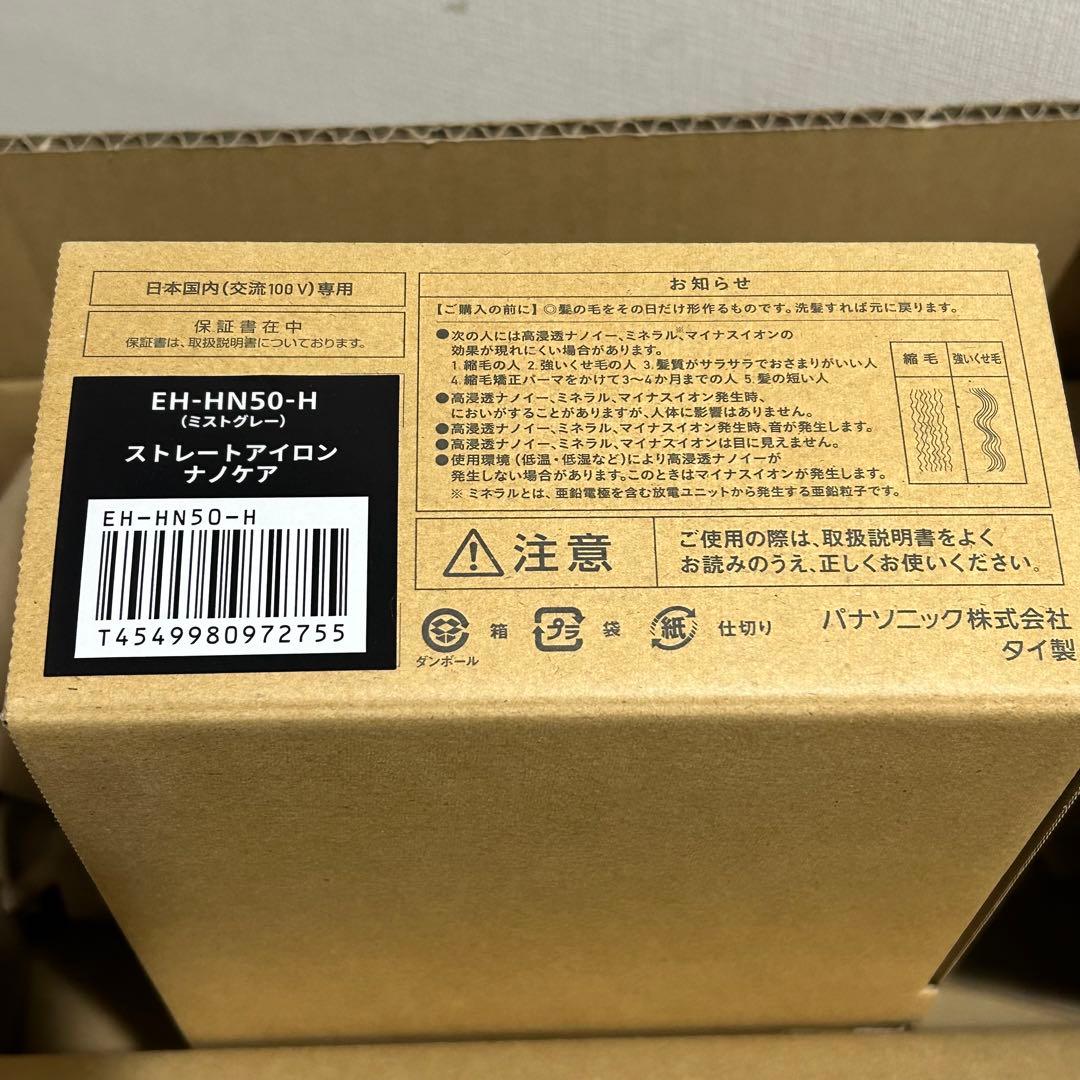 日本国内(交流100V)専用
保証書在中
保証書は、取扱説明書についております。
EH-HN50-H
(ミストグレー)
ストレートアイロン
ナノケア
EH-HN50-H
T4549980972755
お知らせ
【ご購入の前に】◎髪の毛をその日だけ形作るものです。洗髪すれば元に戻ります。
●次の人には高浸透ナノイー、ミネラル※、マイナスイオンの
効果が現れにくい場合があります。
1.縮毛の人 2.強いくせ毛の人 3.髪質がサラサラでおさまりがいい人
4.縮毛矯正パーマをかけて3〜4か月までの人 5.髪の短い人
●高浸透ナノイー、ミネラル、マイナスイオン発生時、
においがすることがありますが、人体に影響はありません。
●高浸透ナノイー、ミネラル、マイナスイオン発生時、音が発生します。
●高浸透ナノイー、ミネラル、マイナスイオンは目に見えません。
●使用環境(低温・低湿など)により高浸透ナノイーが
発生しない場合があります。このときはマイナスイオンが発生します。
※ミネラルとは、亜鉛電極を含む放電ユニットから発生する亜鉛粒子です。
縮毛 強いくせ毛
注意
ご使用の際は、取扱説明書をよく
お読みのうえ、正しくお使いください。
ダンボール
箱
プラ
袋
紙
仕切り
パナソニック株式会社
タイ製